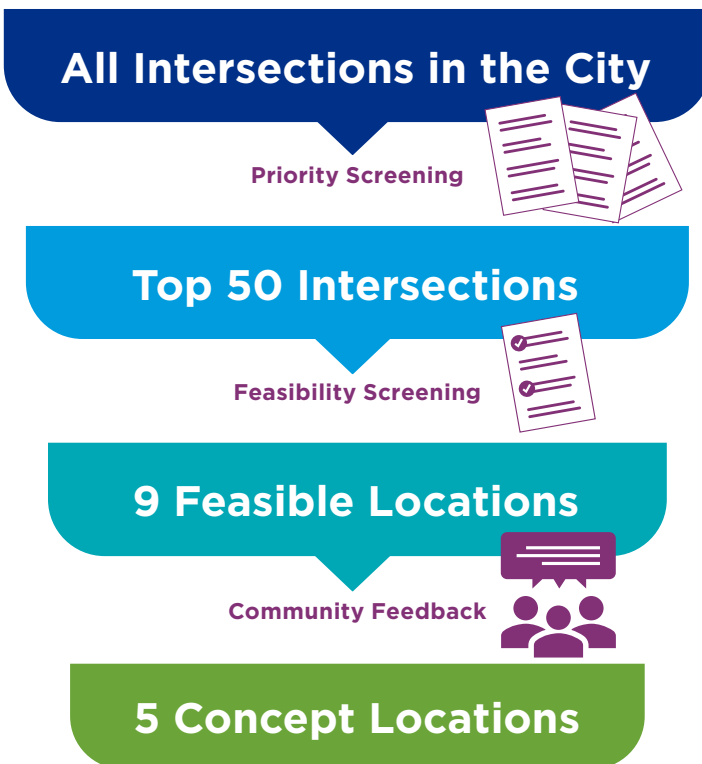 All Intersections in the City
Priority Screening
Top 50 Intersections
Feasibility Screening
9 Feasible Locations
Community Feedback
5 Concept Locations